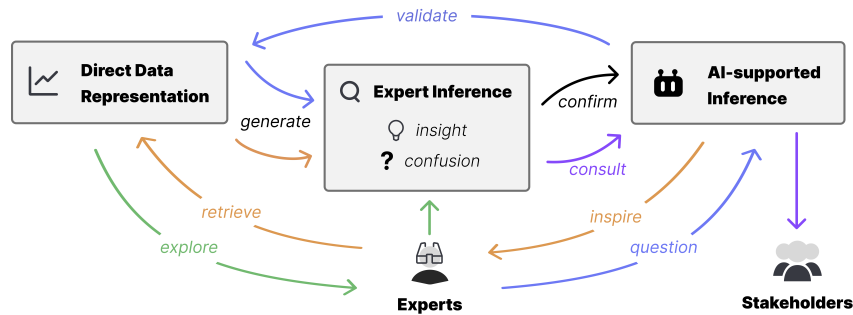 validate
Direct Data
Representation
Expert Inference
AI-supported
Inference
generate
insight
? confusion
confirm
consult
retrieve
explore
inspire
question
Experts
Stakeholders